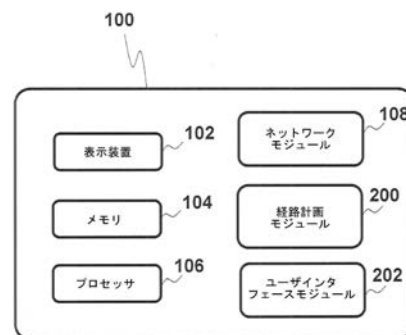 100
表示装置
102
メモリ
104
プロセッサ
106
ネットワーク
モジュール
108
経路計画
モジュール
200
ユーザインタ
フェースモジュール
202